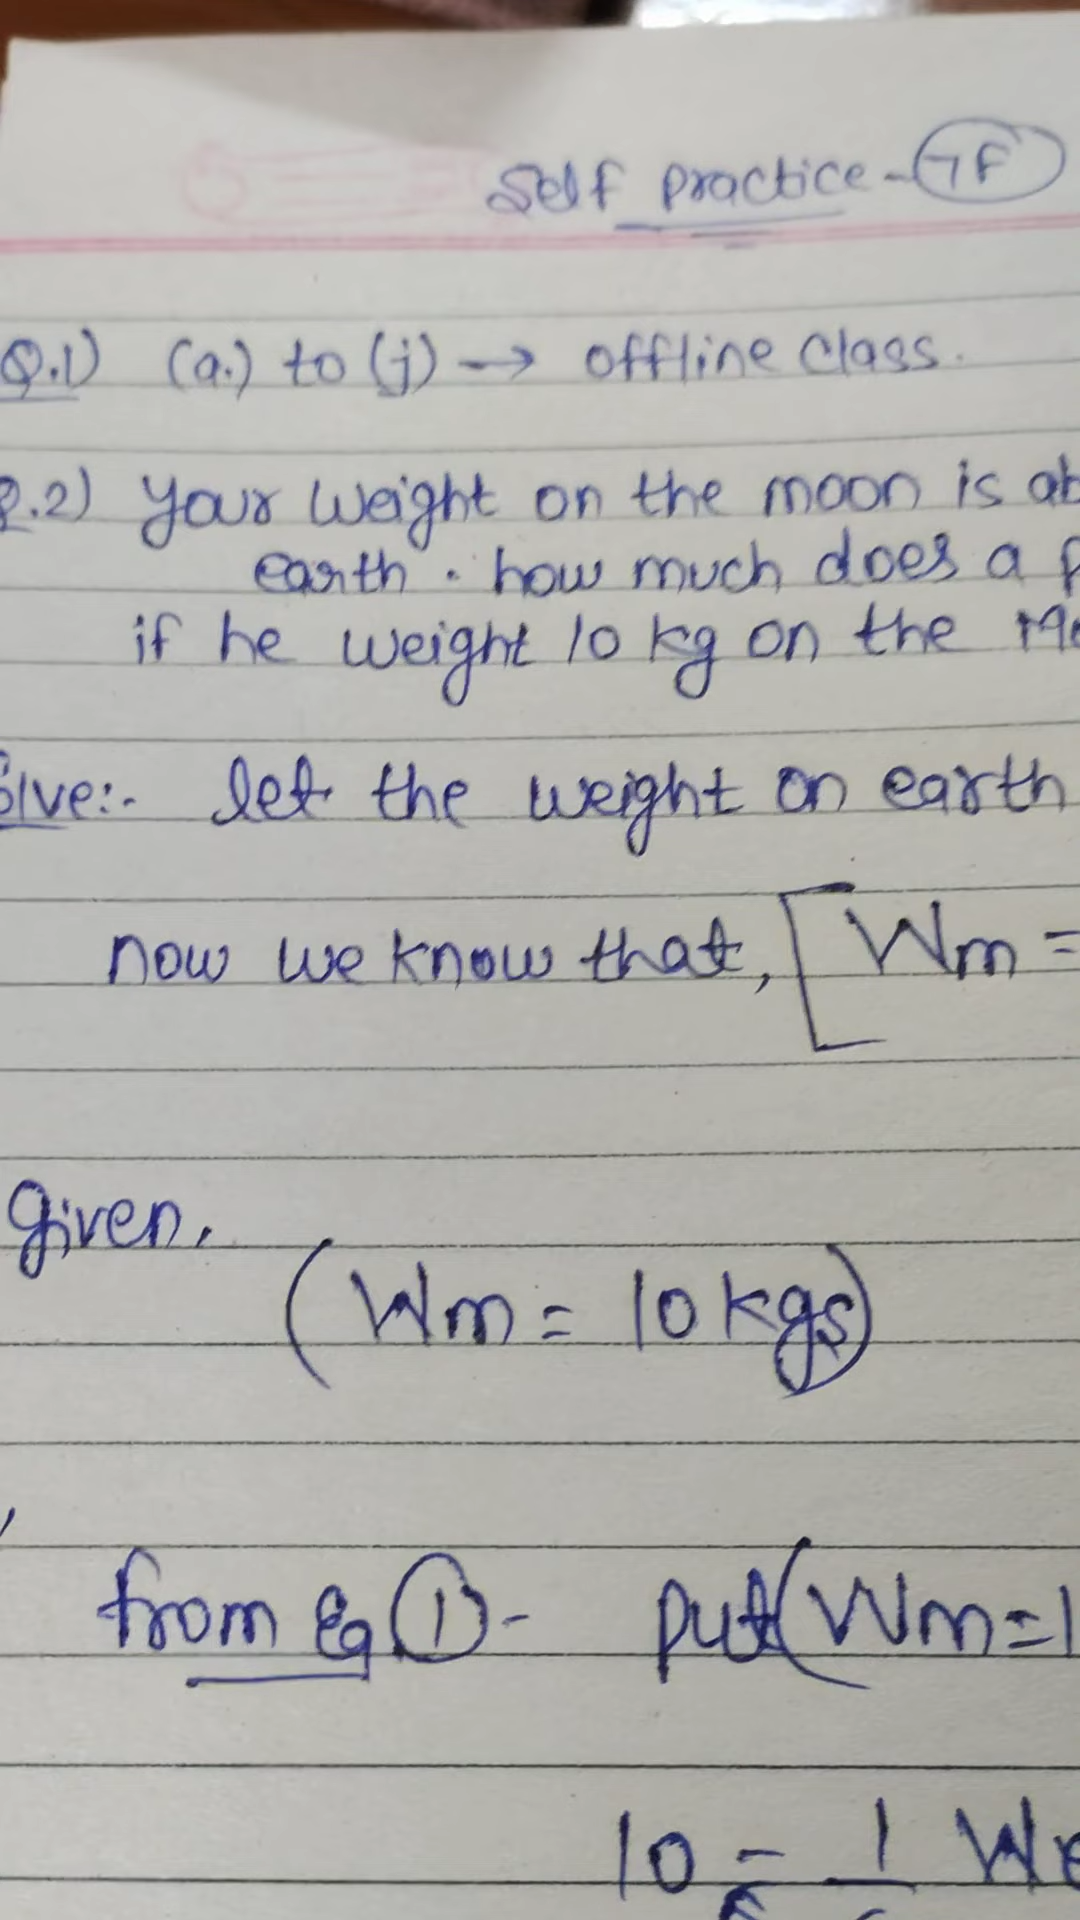 Self practice - 7F
Q.1) (a.) to (j) → offline class.
Q.2) Your weight on the moon is
earth . how much does a
if he weight 10 kg on the
Solve:- let the weight on earth
now we know that, [Wm =
given,
(Wm = 10 kgs)
from Eq ① - put (Wm = 1
10 = 1 We